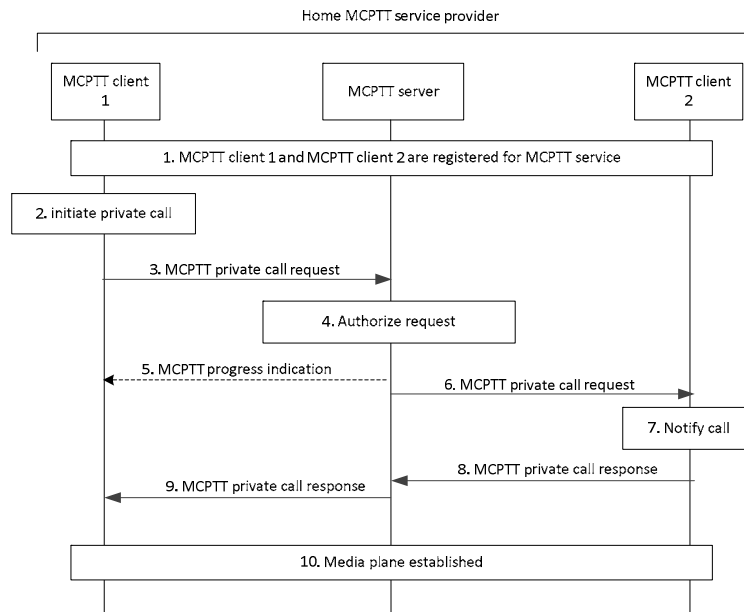 Home MCPTT service provider
MCPTT client
1
MCPTT server
MCPTT client
2
1. MCPTT client 1 and MCPTT client 2 are registered for MCPTT service
2. initiate private call
3. MCPTT private call request
4. Authorize request
5. MCPTT progress indication
6. MCPTT private call request
7. Notify call
8. MCPTT private call response
9. MCPTT private call response
10. Media plane established